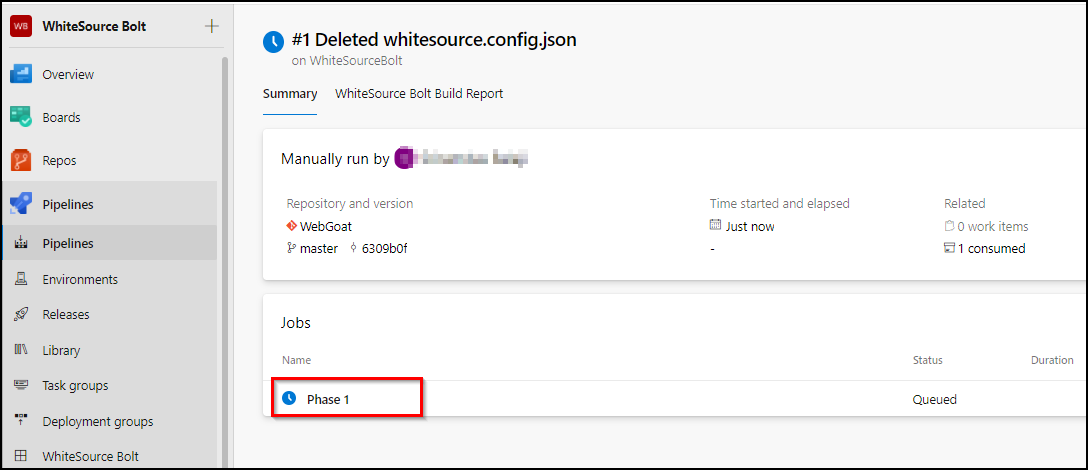 WB WhiteSource Bolt +
Overview
Boards
Repos
Pipelines
Pipelines
Environments
Releases
Library
Task groups
Deployment groups
WhiteSource Bolt
#1 Deleted whitesource.config.json
on WhiteSourceBolt
Summary WhiteSource Bolt Build Report
Manually run by
Repository and version Time started and elapsed Related
WebGoat Just now 0 work items
master 6309b0f - 1 consumed
Jobs
Name Status Duration
Phase 1 Queued